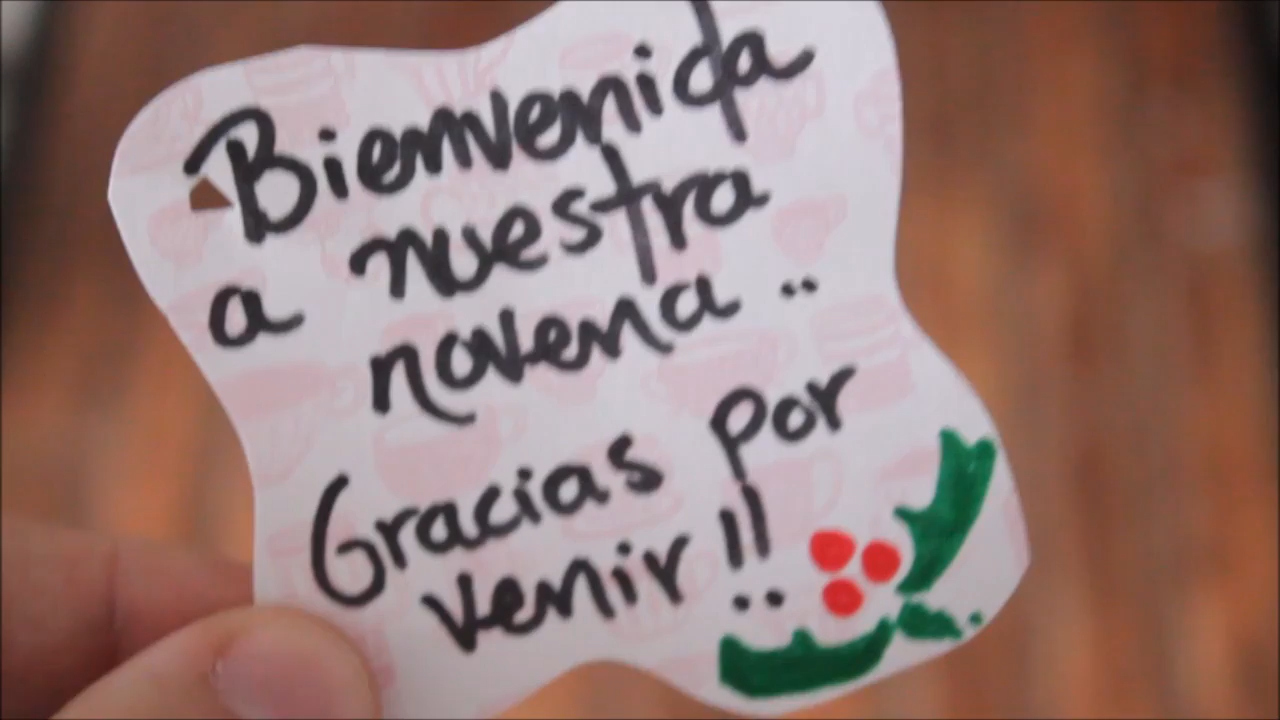 Bienvenida
a nuestra
novena ..
Gracias por
venir !!